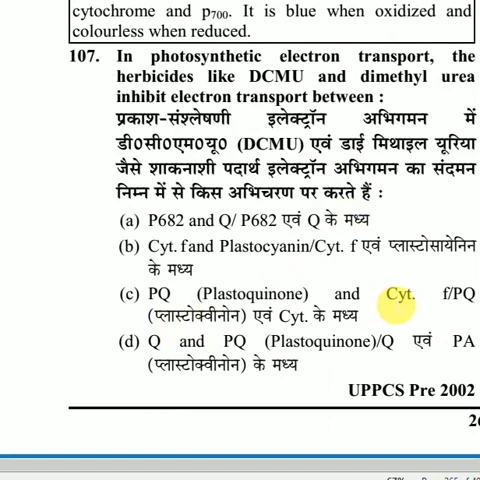 cytochrome and p700. It is blue when oxidized and
colourless when reduced.
107. In photosynthetic electron transport, the
herbicides like DCMU and dimethyl urea
inhibit electron transport between :
प्रकाश-संश्लेषणी इलेक्ट्रॉन अभिगमन में
डी०सी०एम०यू० (DCMU) एवं डाई मिथाइल यूरिया
जैसे शाकनाशी पदार्थ इलेक्ट्रॉन अभिगमन का संदमन
निम्न में से किस अभिचरण पर करते हैं :
(a) P682 and Q/ P682 एवं Q के मध्य
(b) Cyt. f and Plastocyanin/Cyt. f एवं प्लास्टोसायेनिन
के मध्य
(c) PQ (Plastoquinone) and Cyt. f/PQ
(प्लास्टोक्वीनोन) एवं Cyt. के मध्य
(d) Q and PQ (Plastoquinone)/Q एवं PA
(प्लास्टोक्वीनोन) के मध्य
UPPCS Pre 2002